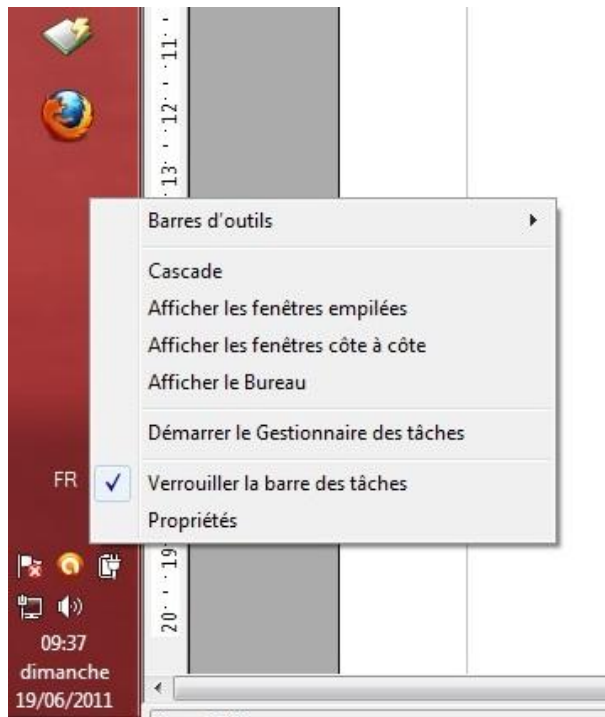 11
12
13
Barres d'outils
Cascade
Afficher les fenêtres empilées
Afficher les fenêtres côte à côte
Afficher le Bureau
Démarrer le Gestionnaire des tâches
FR
Verrouiller la barre des tâches
Propriétés
19
20
09:37
dimanche
19/06/2011